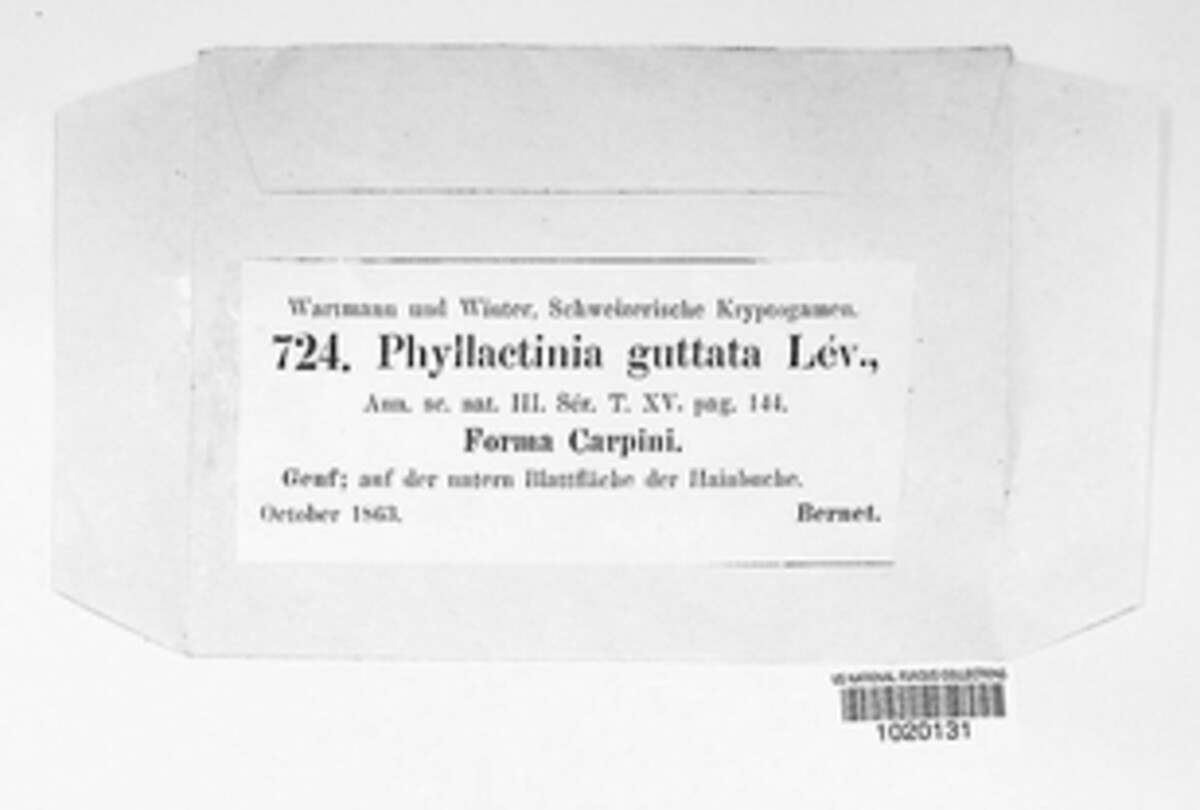 Wartmann und Winter, Schweizerische Kryptogamen.
724. Phyllactinia guttata Lév.,
Ann. sc. nat. III. Sér. T. XV. pag. 144.
Forma Carpini.
Genf; auf der untern Blattfläche der Hainbuche.
October 1863. Bernet.
US NATIONAL FUNGUS COLLECTIONS
1020131